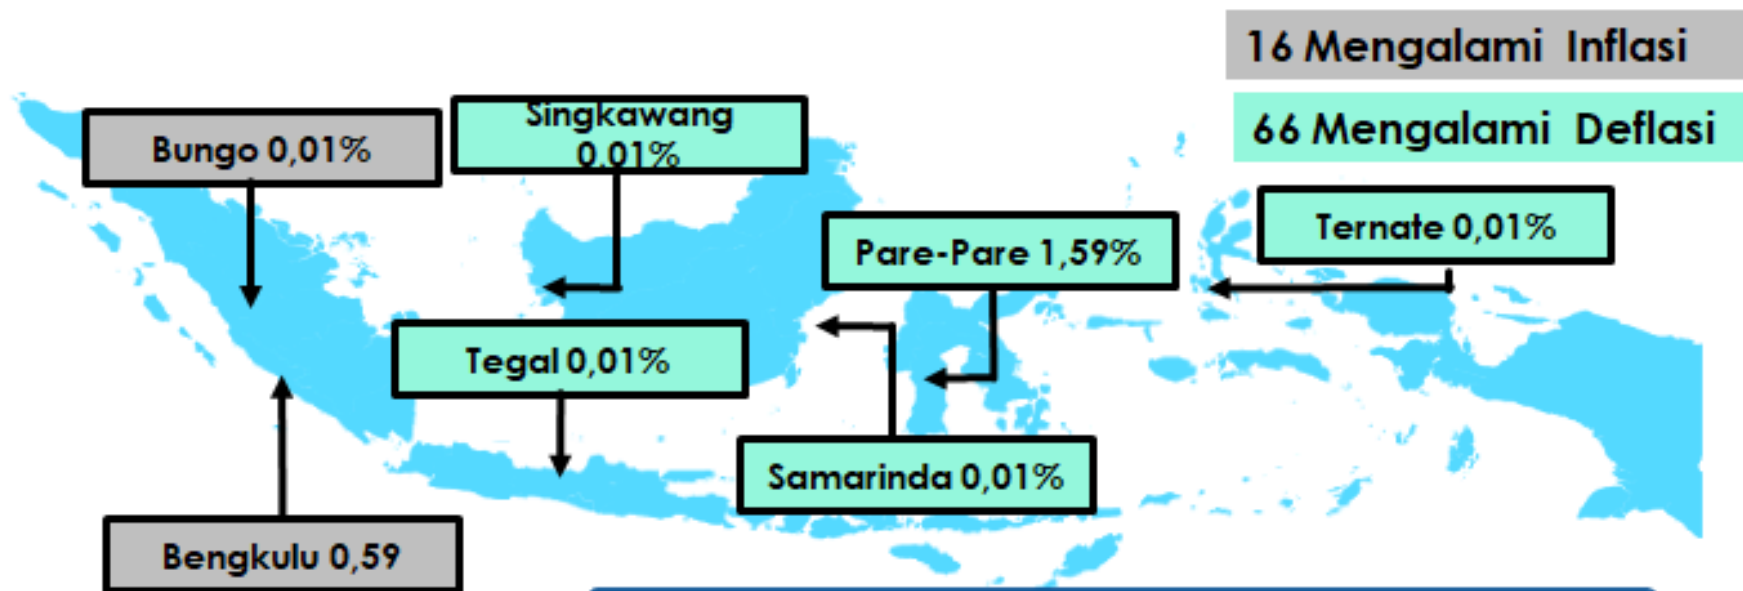 16 Mengalami Inflasi
66 Mengalami Deflasi
Bungo 0,01%
Singkawang
0,01%
Pare-Pare 1,59%
Ternate 0,01%
Tegal 0,01%
Samarinda 0,01%
Bengkulu 0,59